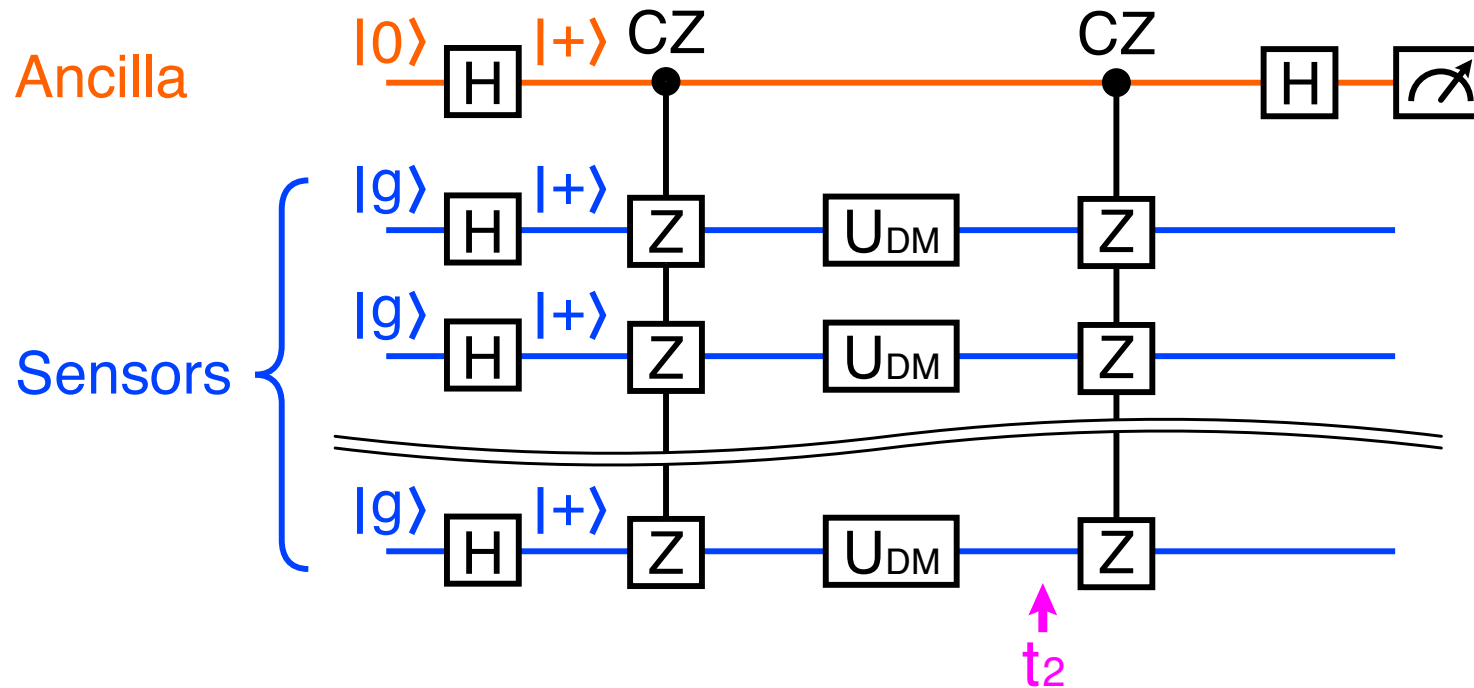 |0⟩ |+⟩ CZ CZ
Ancilla H H
|g⟩ |+⟩
H Z UDM Z
|g⟩ |+⟩
H Z UDM Z
Sensors
|g⟩ |+⟩
H Z UDM Z
t2